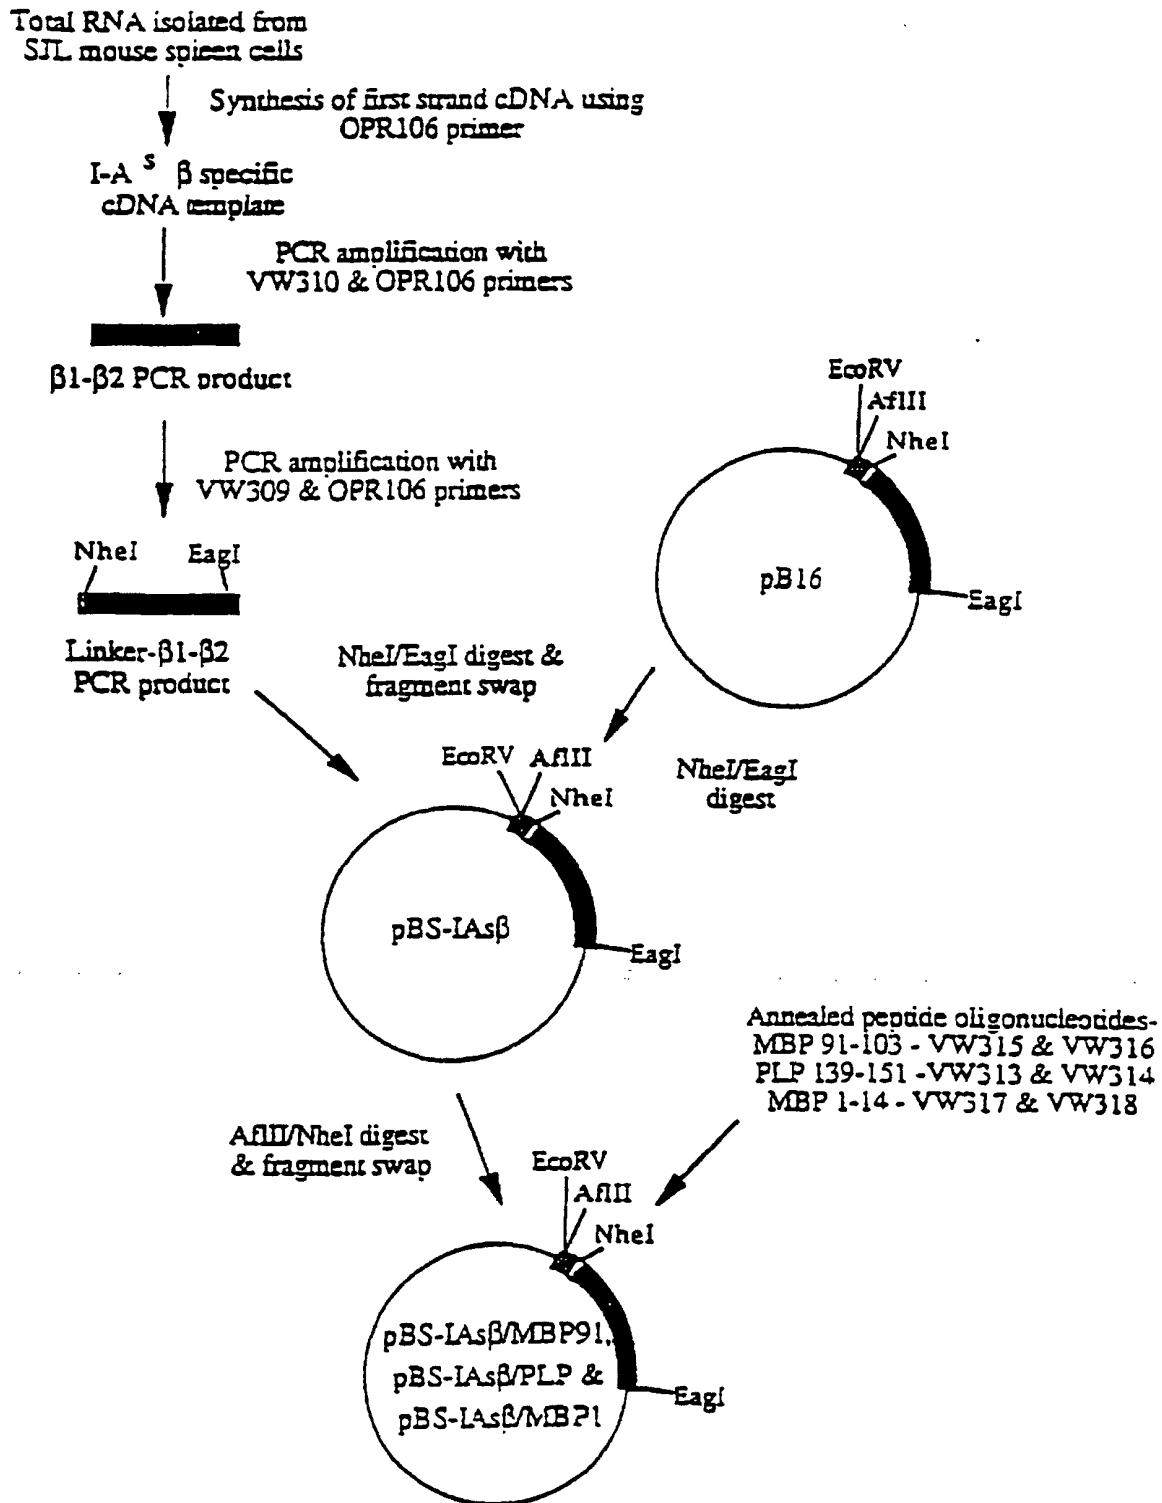 Total RNA isolated from
SJL mouse spleen cells
Synthesis of first strand cDNA using
OPR106 primer
I-A s β specific
cDNA template
PCR amplification with
VW310 & OPR106 primers
β1-β2 PCR product
PCR amplification with
VW309 & OPR106 primers
NheI EagI
Linker-β1-β2
PCR product
EcoRV
AflII
NheI
pB16
EagI
NheI/EagI digest &
fragment swap
NheI/EagI
digest
EcoRV AflII
NheI
pBS-IAsβ
EagI
Annealed peptide oligonucleotides-
MBP 91-103 - VW315 & VW316
PLP 139-151 -VW313 & VW314
MBP 1-14 - VW317 & VW318
AflII/NheI digest
& fragment swap
EcoRV
AflII
NheI
pBS-IAsβ/MBP91,
pBS-IAsβ/PLP &
pBS-IAsβ/MBP1
EagI